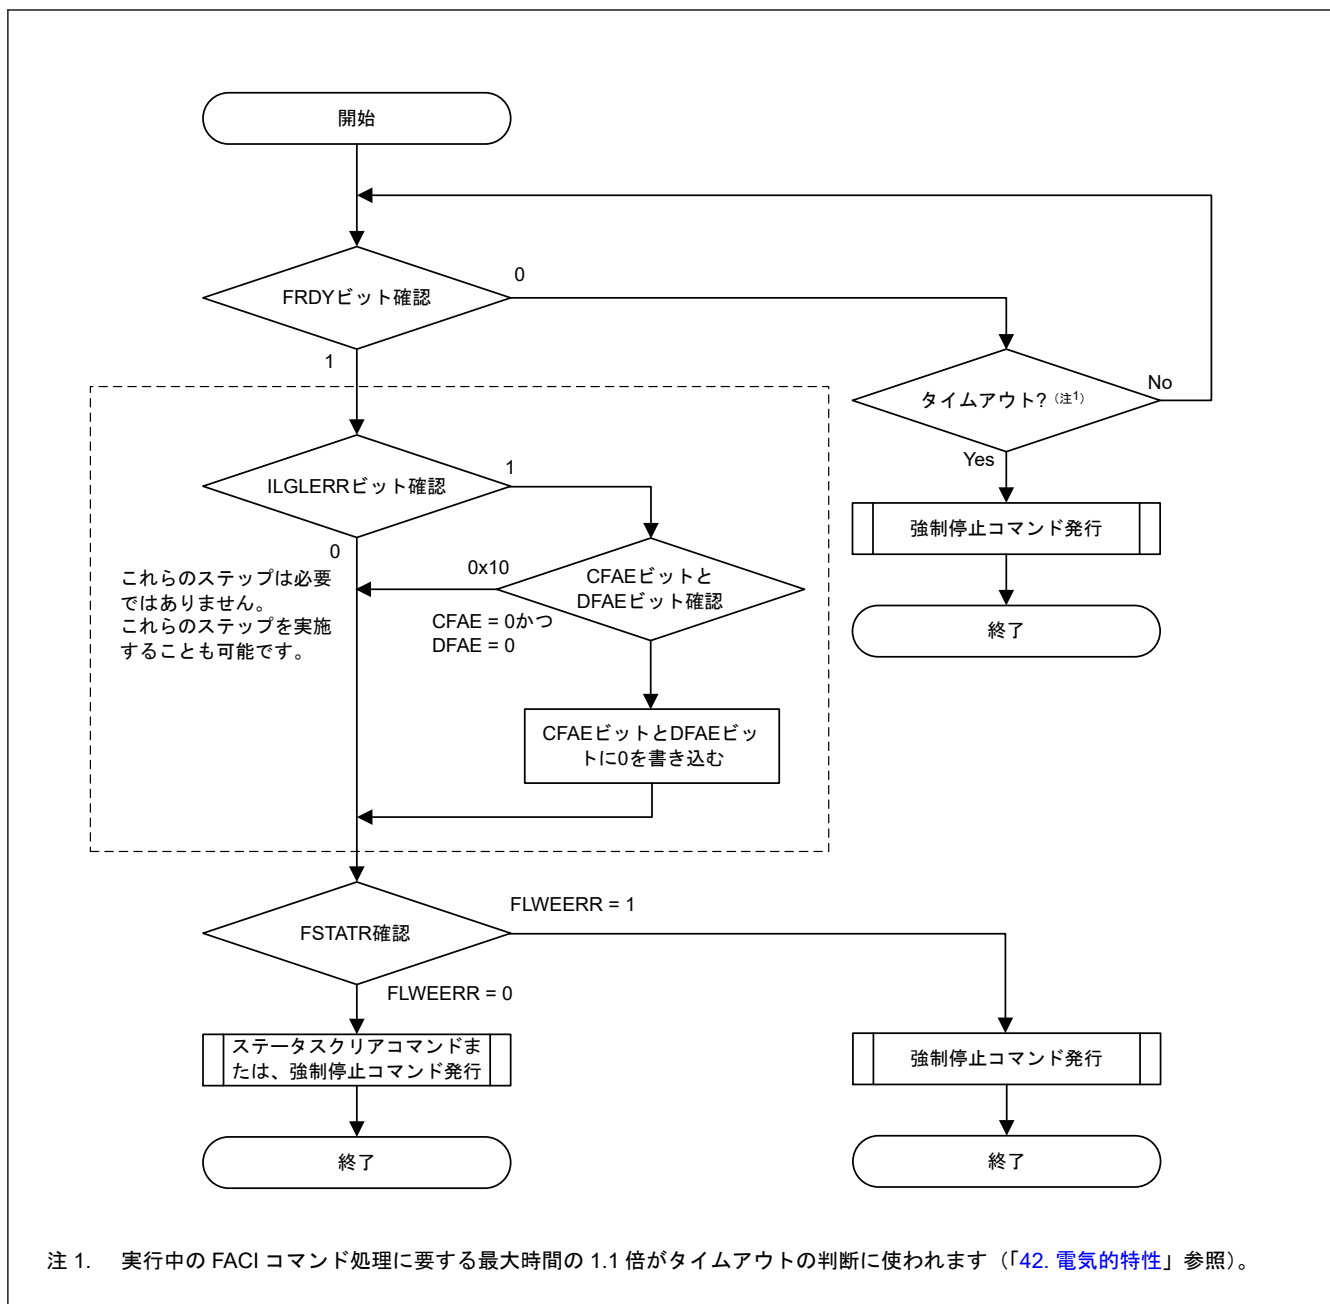 開始
FRDYビット確認
0
1
タイムアウト?（注1）
No
Yes
強制停止コマンド発行
終了
ILGLERRビット確認
1
0
これらのステップは必要
ではありません。
これらのステップを実施
することも可能です。
CFAEビットと
DFAEビット確認
0x10
CFAE = 0かつ
DFAE = 0
CFAEビットとDFAEビッ
トに0を書き込む
FSTATR確認
FLWEERR = 1
FLWEERR = 0
ステータスクリアコマンドま
たは、強制停止コマンド発行
強制停止コマンド発行
終了
終了
注 1. 実行中の FACI コマンド処理に要する最大時間の 1.1 倍がタイムアウトの判断に使われます（「42. 電気的特性」参照）。